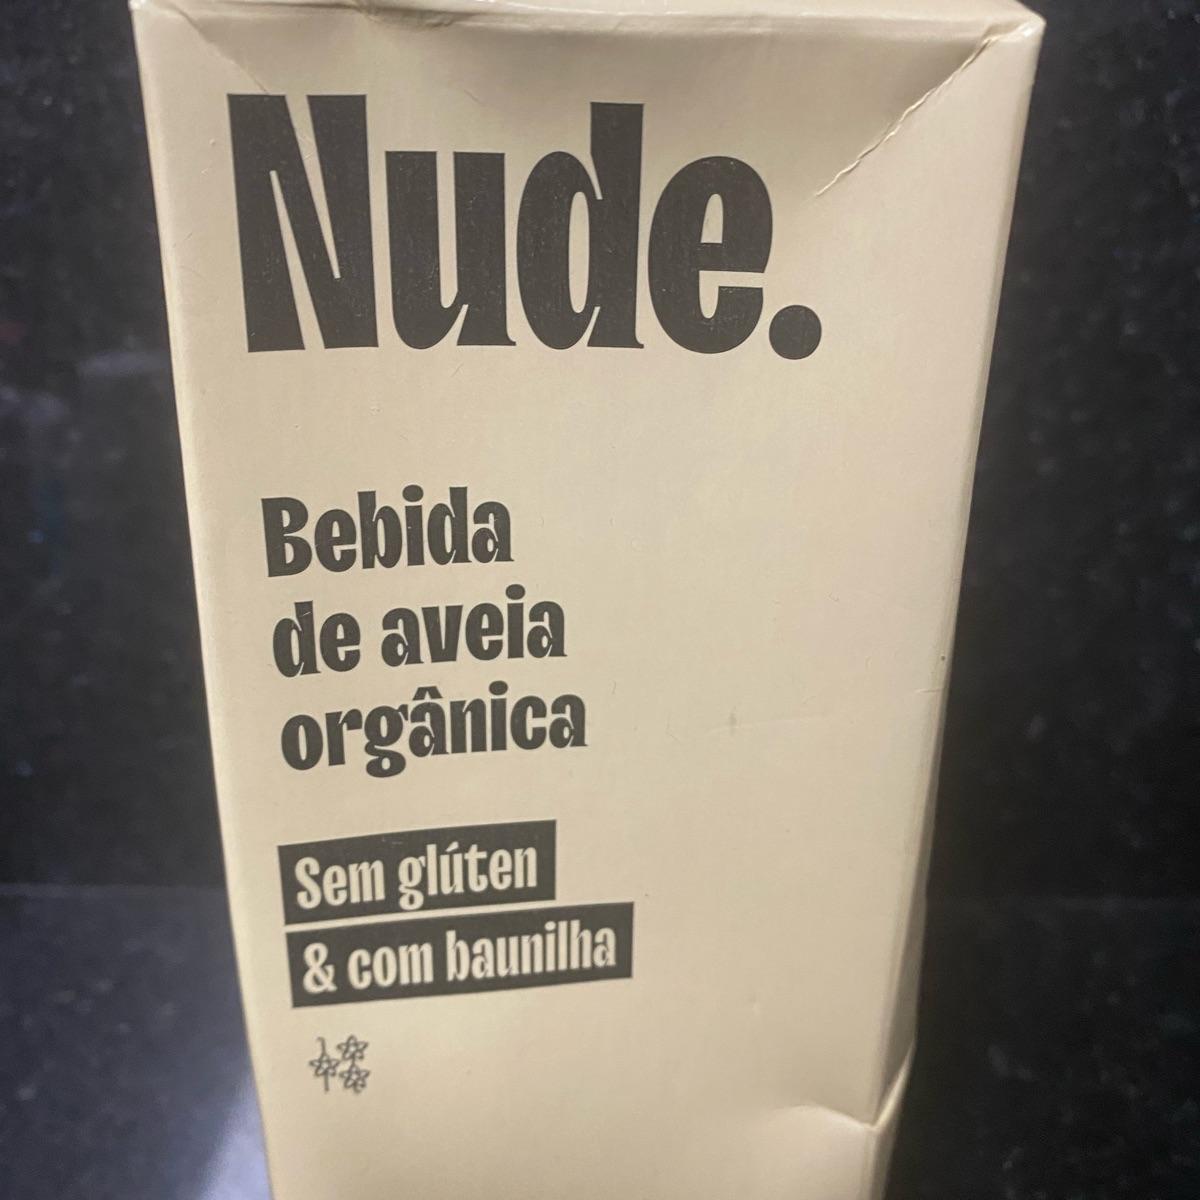 Nude.
Bebida
de aveia
orgânica
Sem glúten
& com baunilha